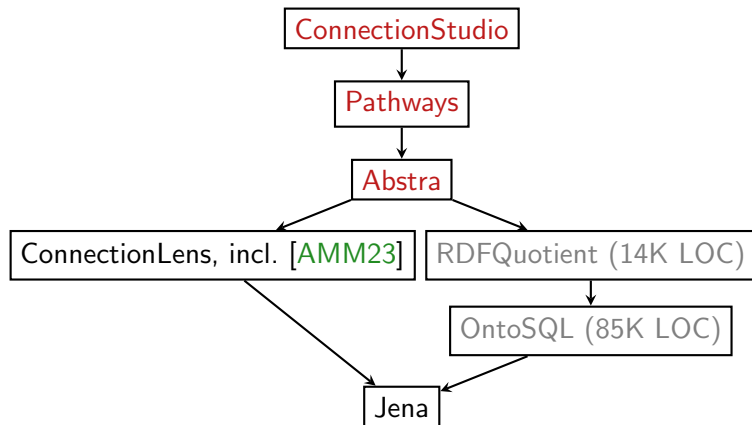 ConnectionStudio
Pathways
Abstra
ConnectionLens, incl. [AMM23]
RDFQuotient (14K LOC)
OntoSQL (85K LOC)
Jena